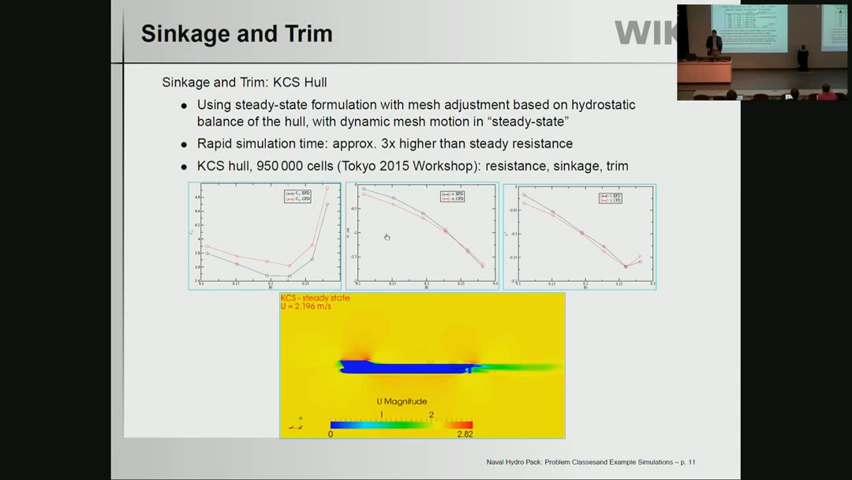 Sinkage and Trim
WIK
Sinkage and Trim: KCS Hull
Using steady-state formulation with mesh adjustment based on hydrostatic
balance of the hull, with dynamic mesh motion in “steady-state”
Rapid simulation time: approx. 3x higher than steady resistance
KCS hull, 950 000 cells (Tokyo 2015 Workshop): resistance, sinkage, trim
KCS - steady state
U = 2.196 m/s
U Magnitude
1 2
0 2.82
Naval Hydro Pack: Problem Classesand Example Simulations – p. 11